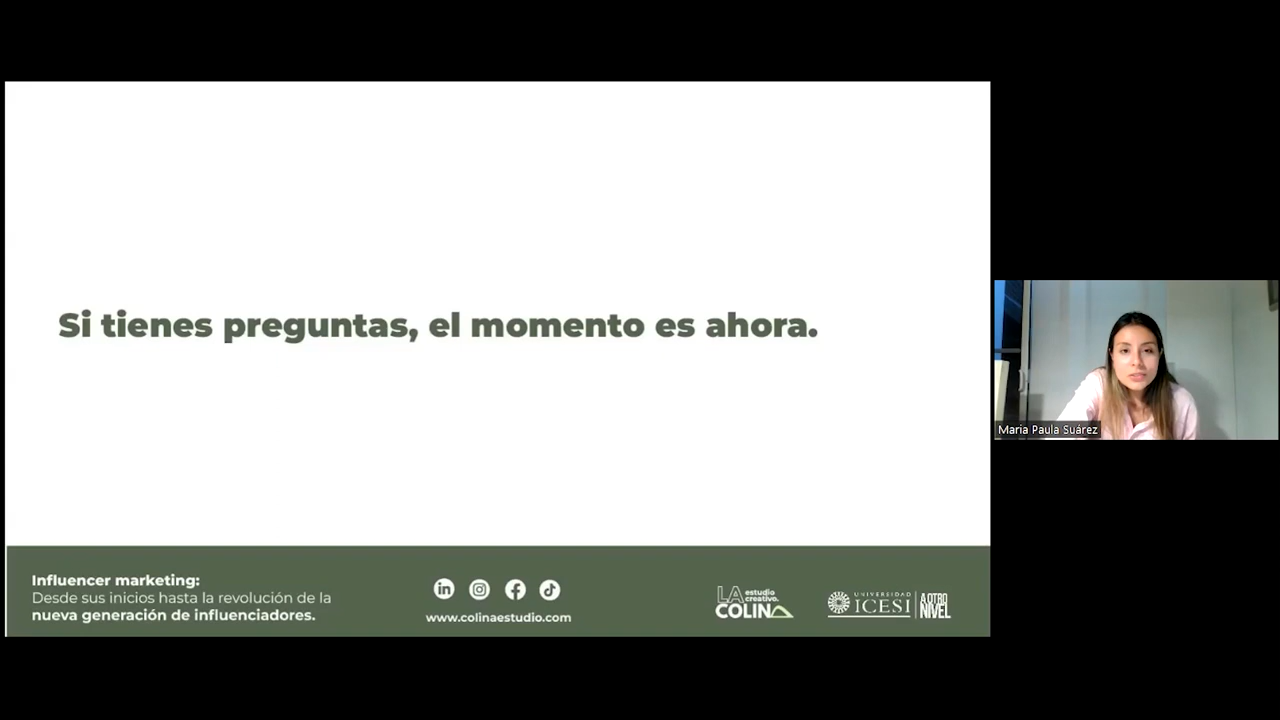 Si tienes preguntas, el momento es ahora.
Maria Paula Suárez
Influencer marketing:
Desde sus inicios hasta la revolución de la
nueva generación de influenciadores.
www.colinaestudio.com
LA estudio creativo.
COLINA
UNIVERSIDAD
ICESI
A OTRO
NIVEL